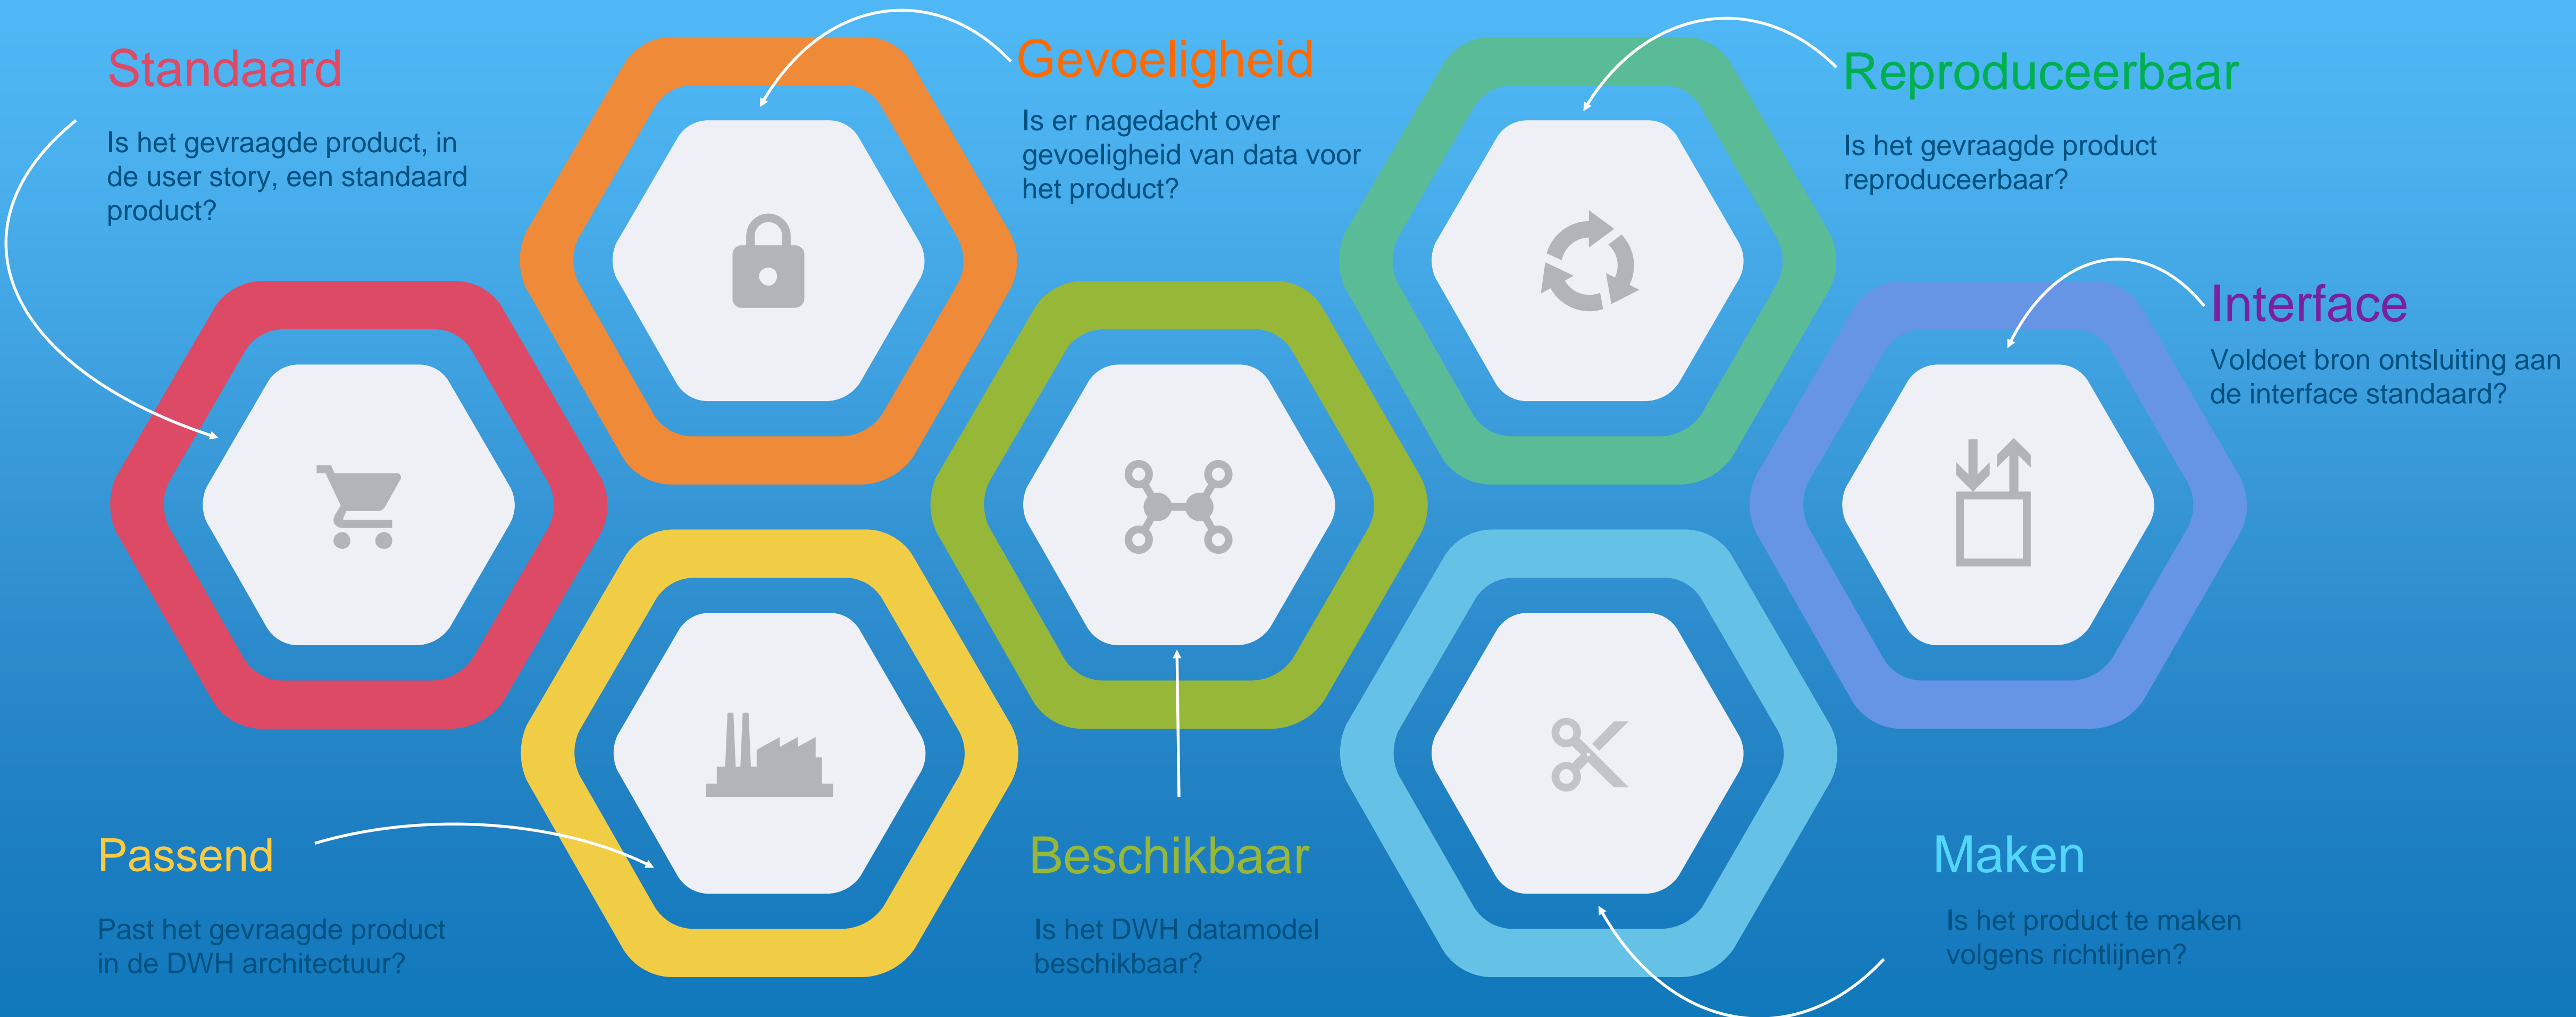 Standaard
Is het gevraagde product, in
de user story, een standaard
product?
Gevoeligheid
Is er nagedacht over
gevoeligheid van data voor
het product?
Reproduceerbaar
Is het gevraagde product
reproduceerbaar?
Interface
Voldoet bron ontsluiting aan
de interface standaard?
Passend
Past het gevraagde product
in de DWH architectuur?
Beschikbaar
Is het DWH datamodel
beschikbaar?
Maken
Is het product te maken
volgens richtlijnen?